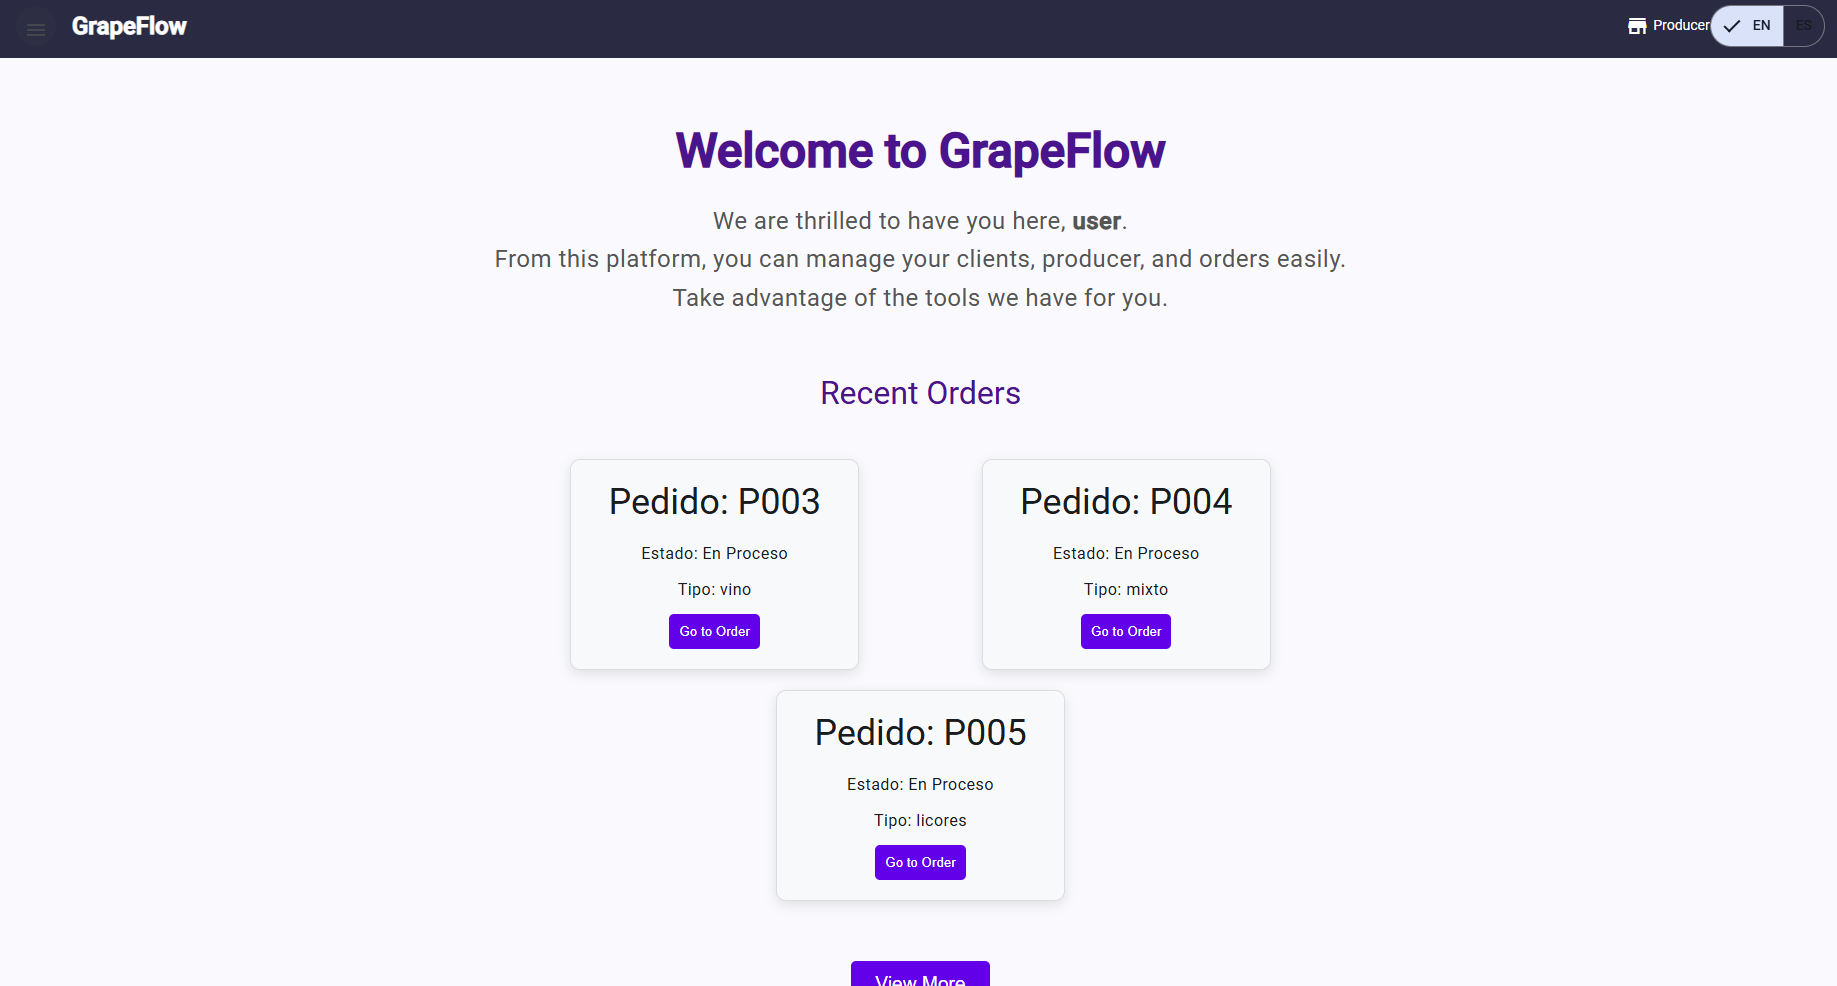 GrapeFlow
Producer
EN
ES
Welcome to GrapeFlow
We are thrilled to have you here, user.
From this platform, you can manage your clients, producer, and orders easily.
Take advantage of the tools we have for you.
Recent Orders
Pedido: P003
Estado: En Proceso
Tipo: vino
Go to Order
Pedido: P004
Estado: En Proceso
Tipo: mixto
Go to Order
Pedido: P005
Estado: En Proceso
Tipo: licores
Go to Order
View More